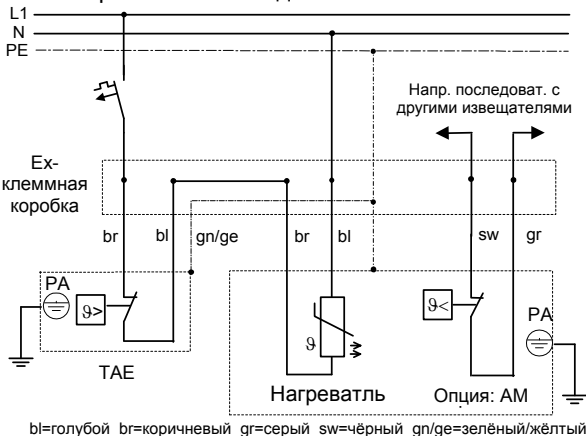 L1
N
PE
Напр. последоват. с
другими извещателями
Ex-
клеммная
коробка
br
bl
gn/ge
br
bl
sw
gr
PA
ϑ>
TAE
ϑ
Нагреватль
ϑ<
PA
Опция: AM
bl=голубой br=коричневый gr=серый sw=чёрный gn/ge=зелёный/жёлтый